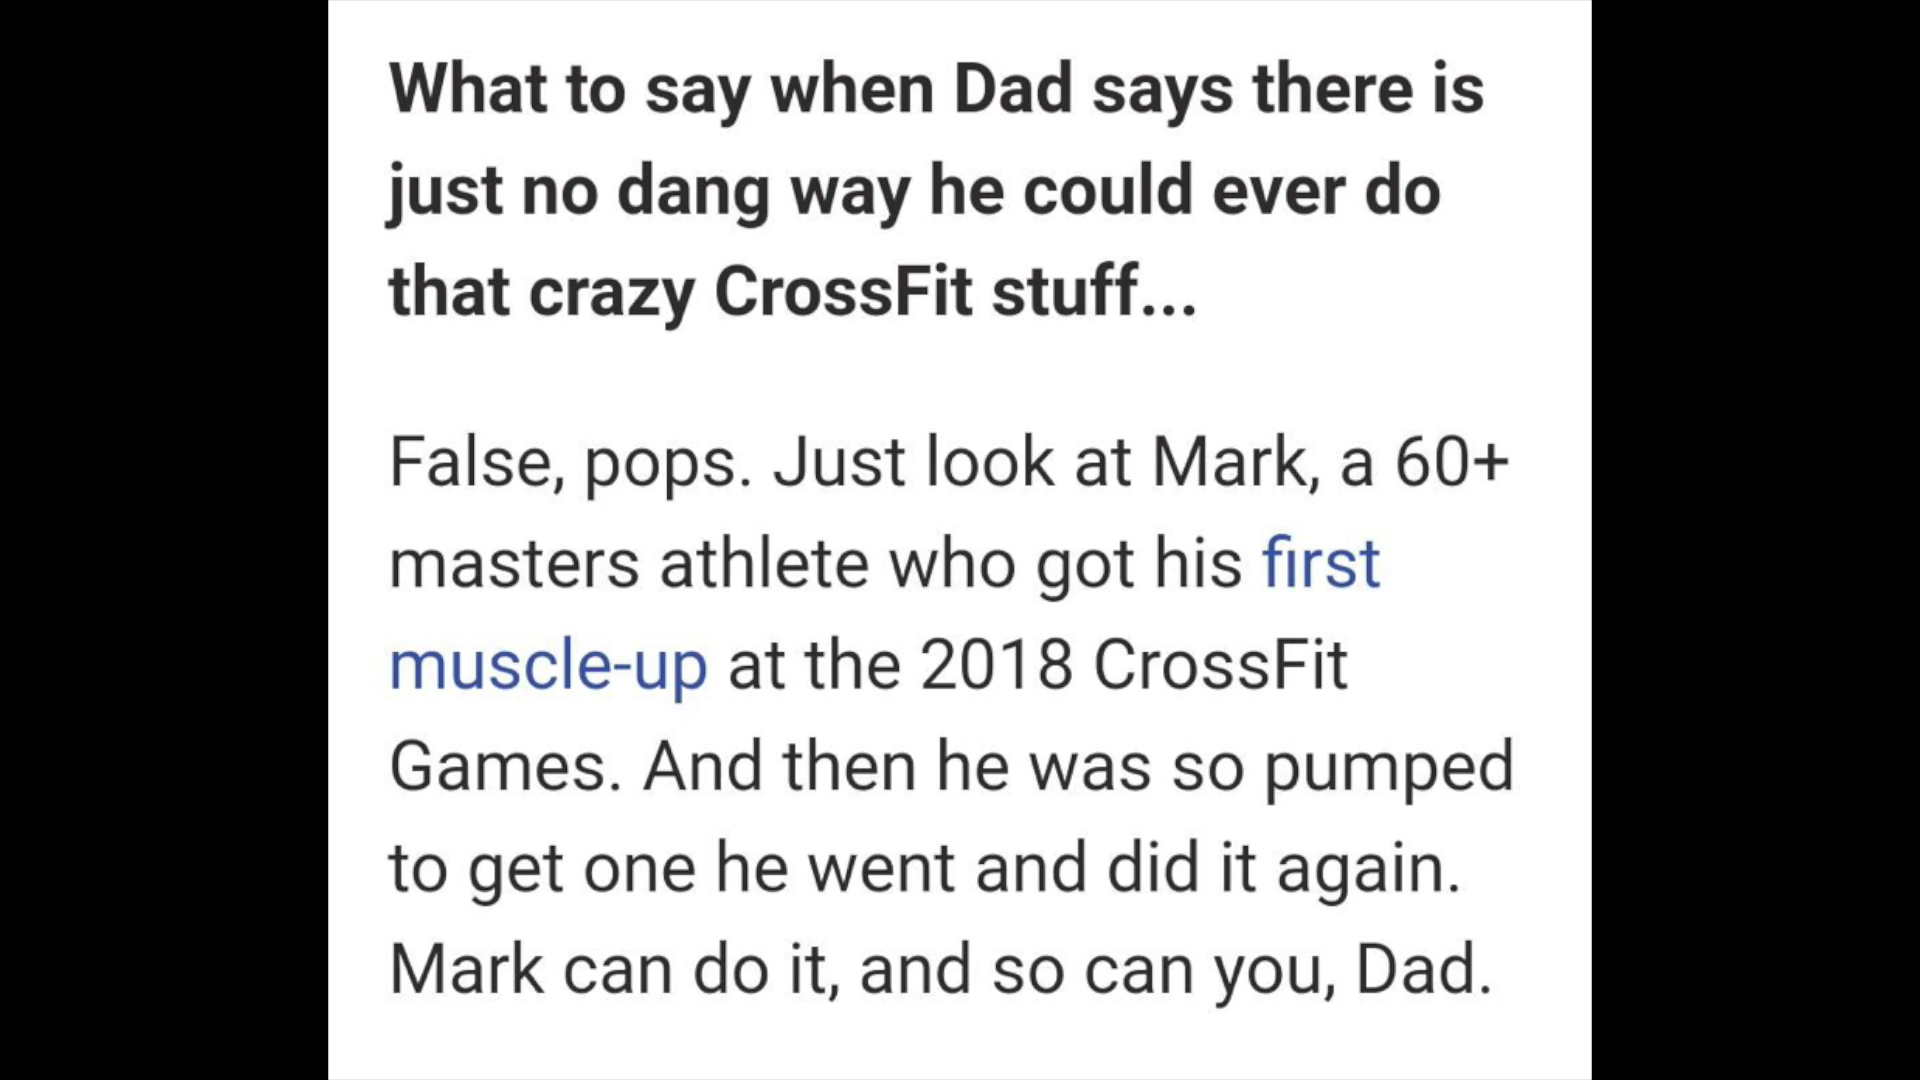 What to say when Dad says there is
just no dang way he could ever do
that crazy CrossFit stuff...
False, pops. Just look at Mark, a 60+
masters athlete who got his first
muscle-up at the 2018 CrossFit
Games. And then he was so pumped
to get one he went and did it again.
Mark can do it, and so can you, Dad.